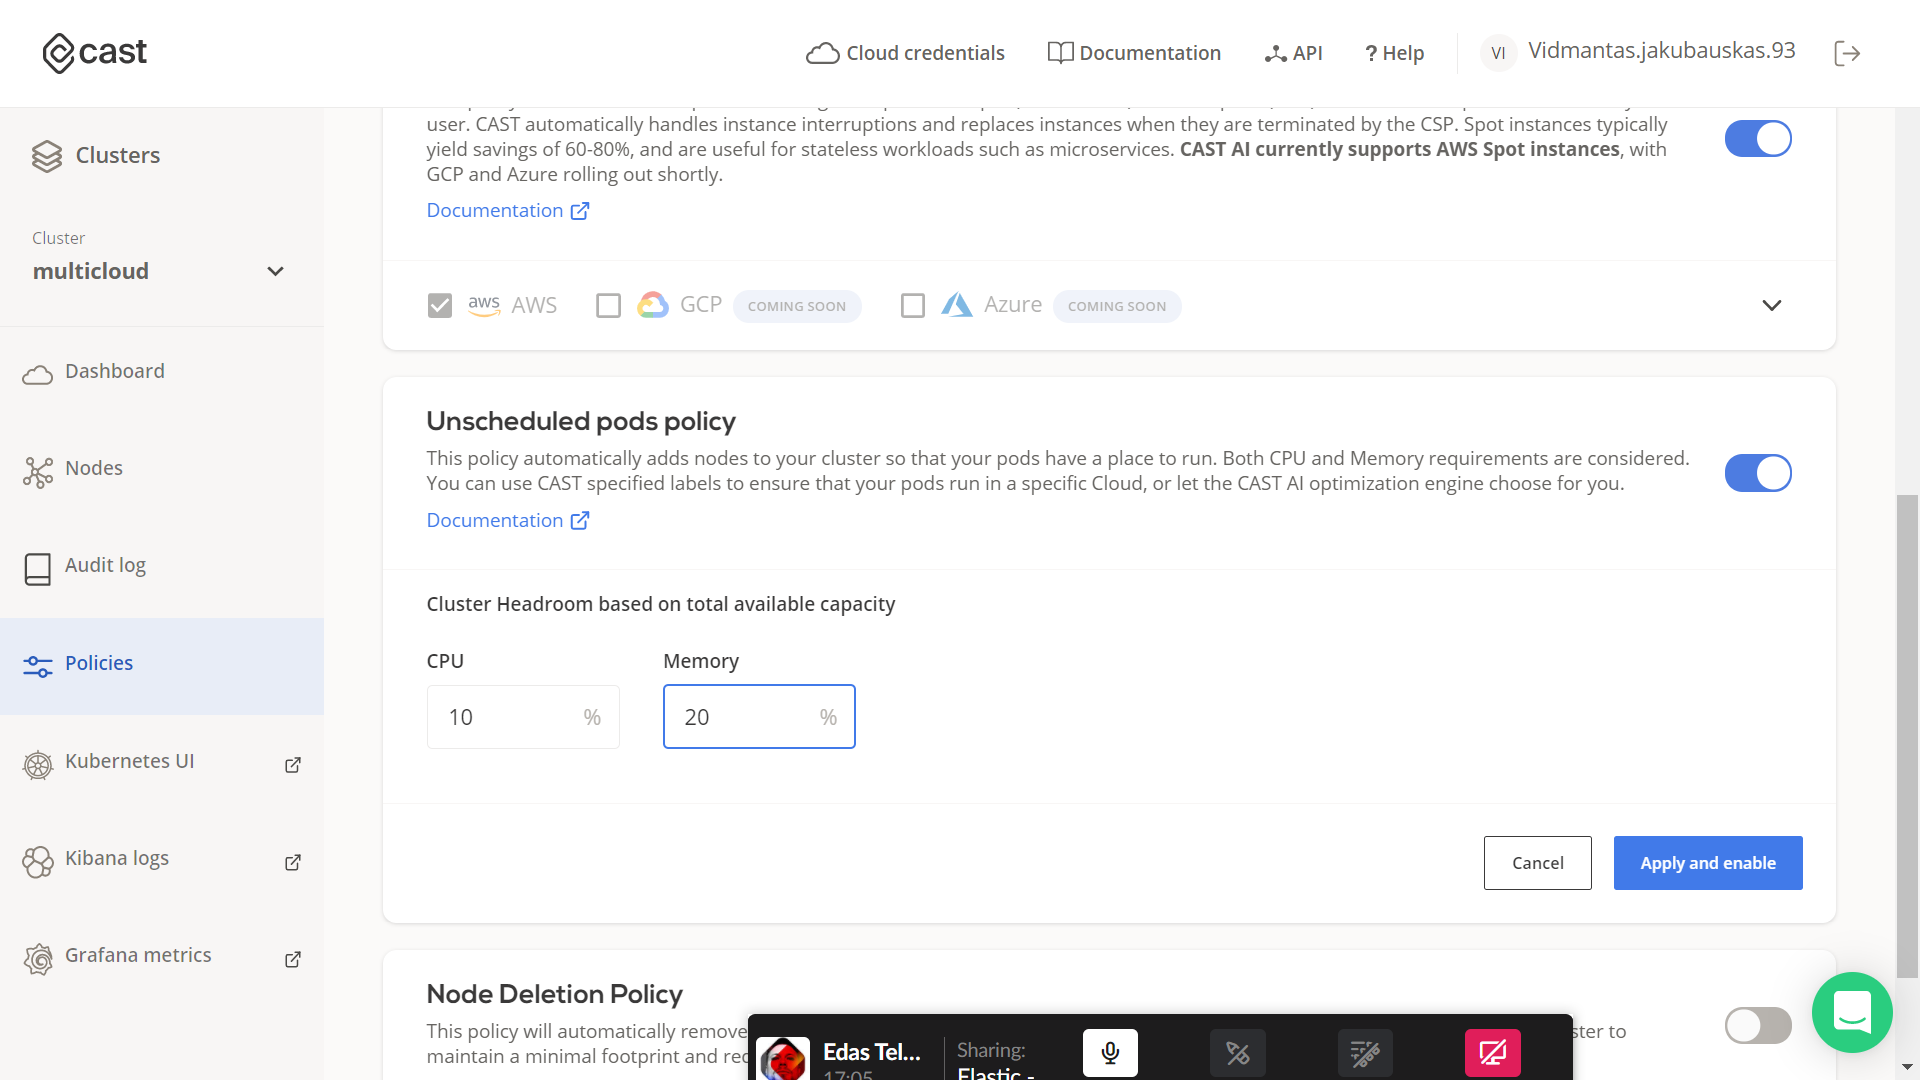 cast
Cloud credentials
Documentation
API
? Help
VI
Vidmantas.jakubauskas.93
Clusters
Cluster
multicloud
Dashboard
Nodes
Audit log
Policies
Kubernetes UI
Kibana logs
Grafana metrics
user. CAST automatically handles instance interruptions and replaces instances when they are terminated by the CSP. Spot instances typically
yield savings of 60-80%, and are useful for stateless workloads such as microservices. CAST AI currently supports AWS Spot instances, with
GCP and Azure rolling out shortly.
Documentation
aws AWS
GCP COMING SOON
Azure COMING SOON
Unscheduled pods policy
This policy automatically adds nodes to your cluster so that your pods have a place to run. Both CPU and Memory requirements are considered.
You can use CAST specified labels to ensure that your pods run in a specific Cloud, or let the CAST AI optimization engine choose for you.
Documentation
Cluster Headroom based on total available capacity
CPU
Memory
10 %
20 %
Cancel
Apply and enable
Node Deletion Policy
This policy will automatically remove
ster to
maintain a minimal footprint and rec
Edas Tel...
17:05
Sharing:
Elastic -